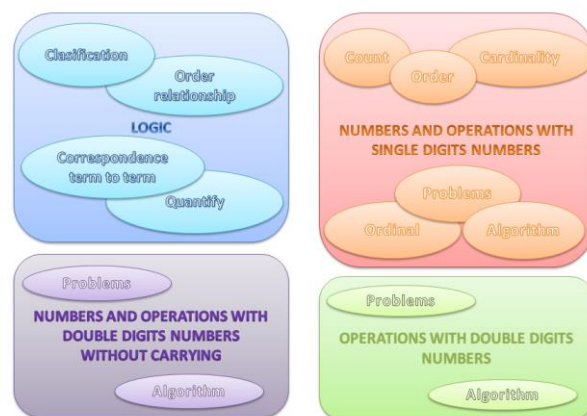 Clasification
Order
relationship
LOGIC
Correspondence
term to term
Quantify
Count
Order
Cardinality
NUMBERS AND OPERATIONS WITH
SINGLE DIGITS NUMBERS
Problems
Ordinal
Algorithm
Problems
NUMBERS AND OPERATIONS WITH
DOUBLE DIGITS NUMBERS
WITHOUT CARRYING
Algorithm
Problems
OPERATIONS WITH DOUBLE DIGITS
NUMBERS
Algorithm